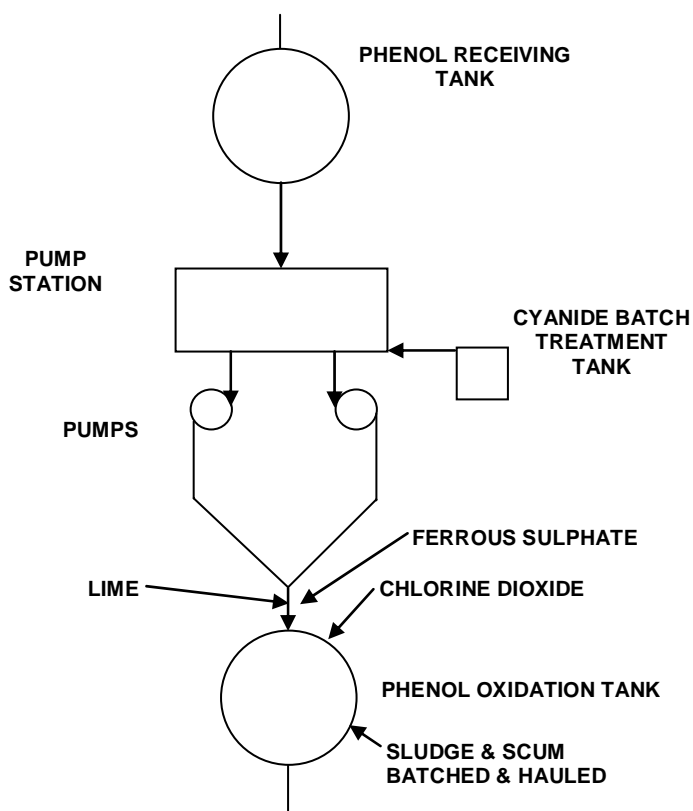 PHENOL RECEIVING
TANK
PUMP
STATION
CYANIDE BATCH
TREATMENT
TANK
PUMPS
FERROUS SULPHATE
LIME
CHLORINE DIOXIDE
PHENOL OXIDATION TANK
SLUDGE & SCUM
BATCHED & HAULED